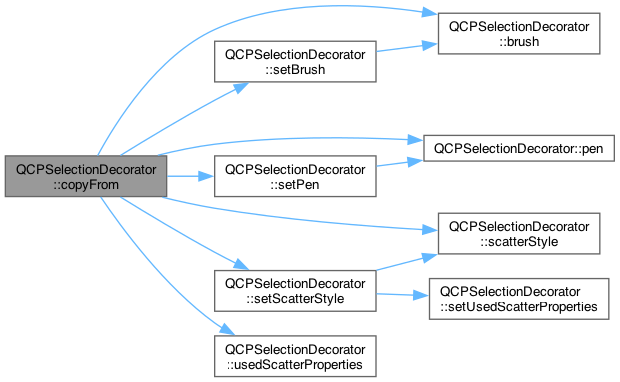 QCPSelectionDecorator
::copyFrom
QCPSelectionDecorator
::setBrush
QCPSelectionDecorator
::brush
QCPSelectionDecorator
::setPen
QCPSelectionDecorator::pen
QCPSelectionDecorator
::setScatterStyle
QCPSelectionDecorator
::scatterStyle
QCPSelectionDecorator
::setUsedScatterProperties
QCPSelectionDecorator
::usedScatterProperties